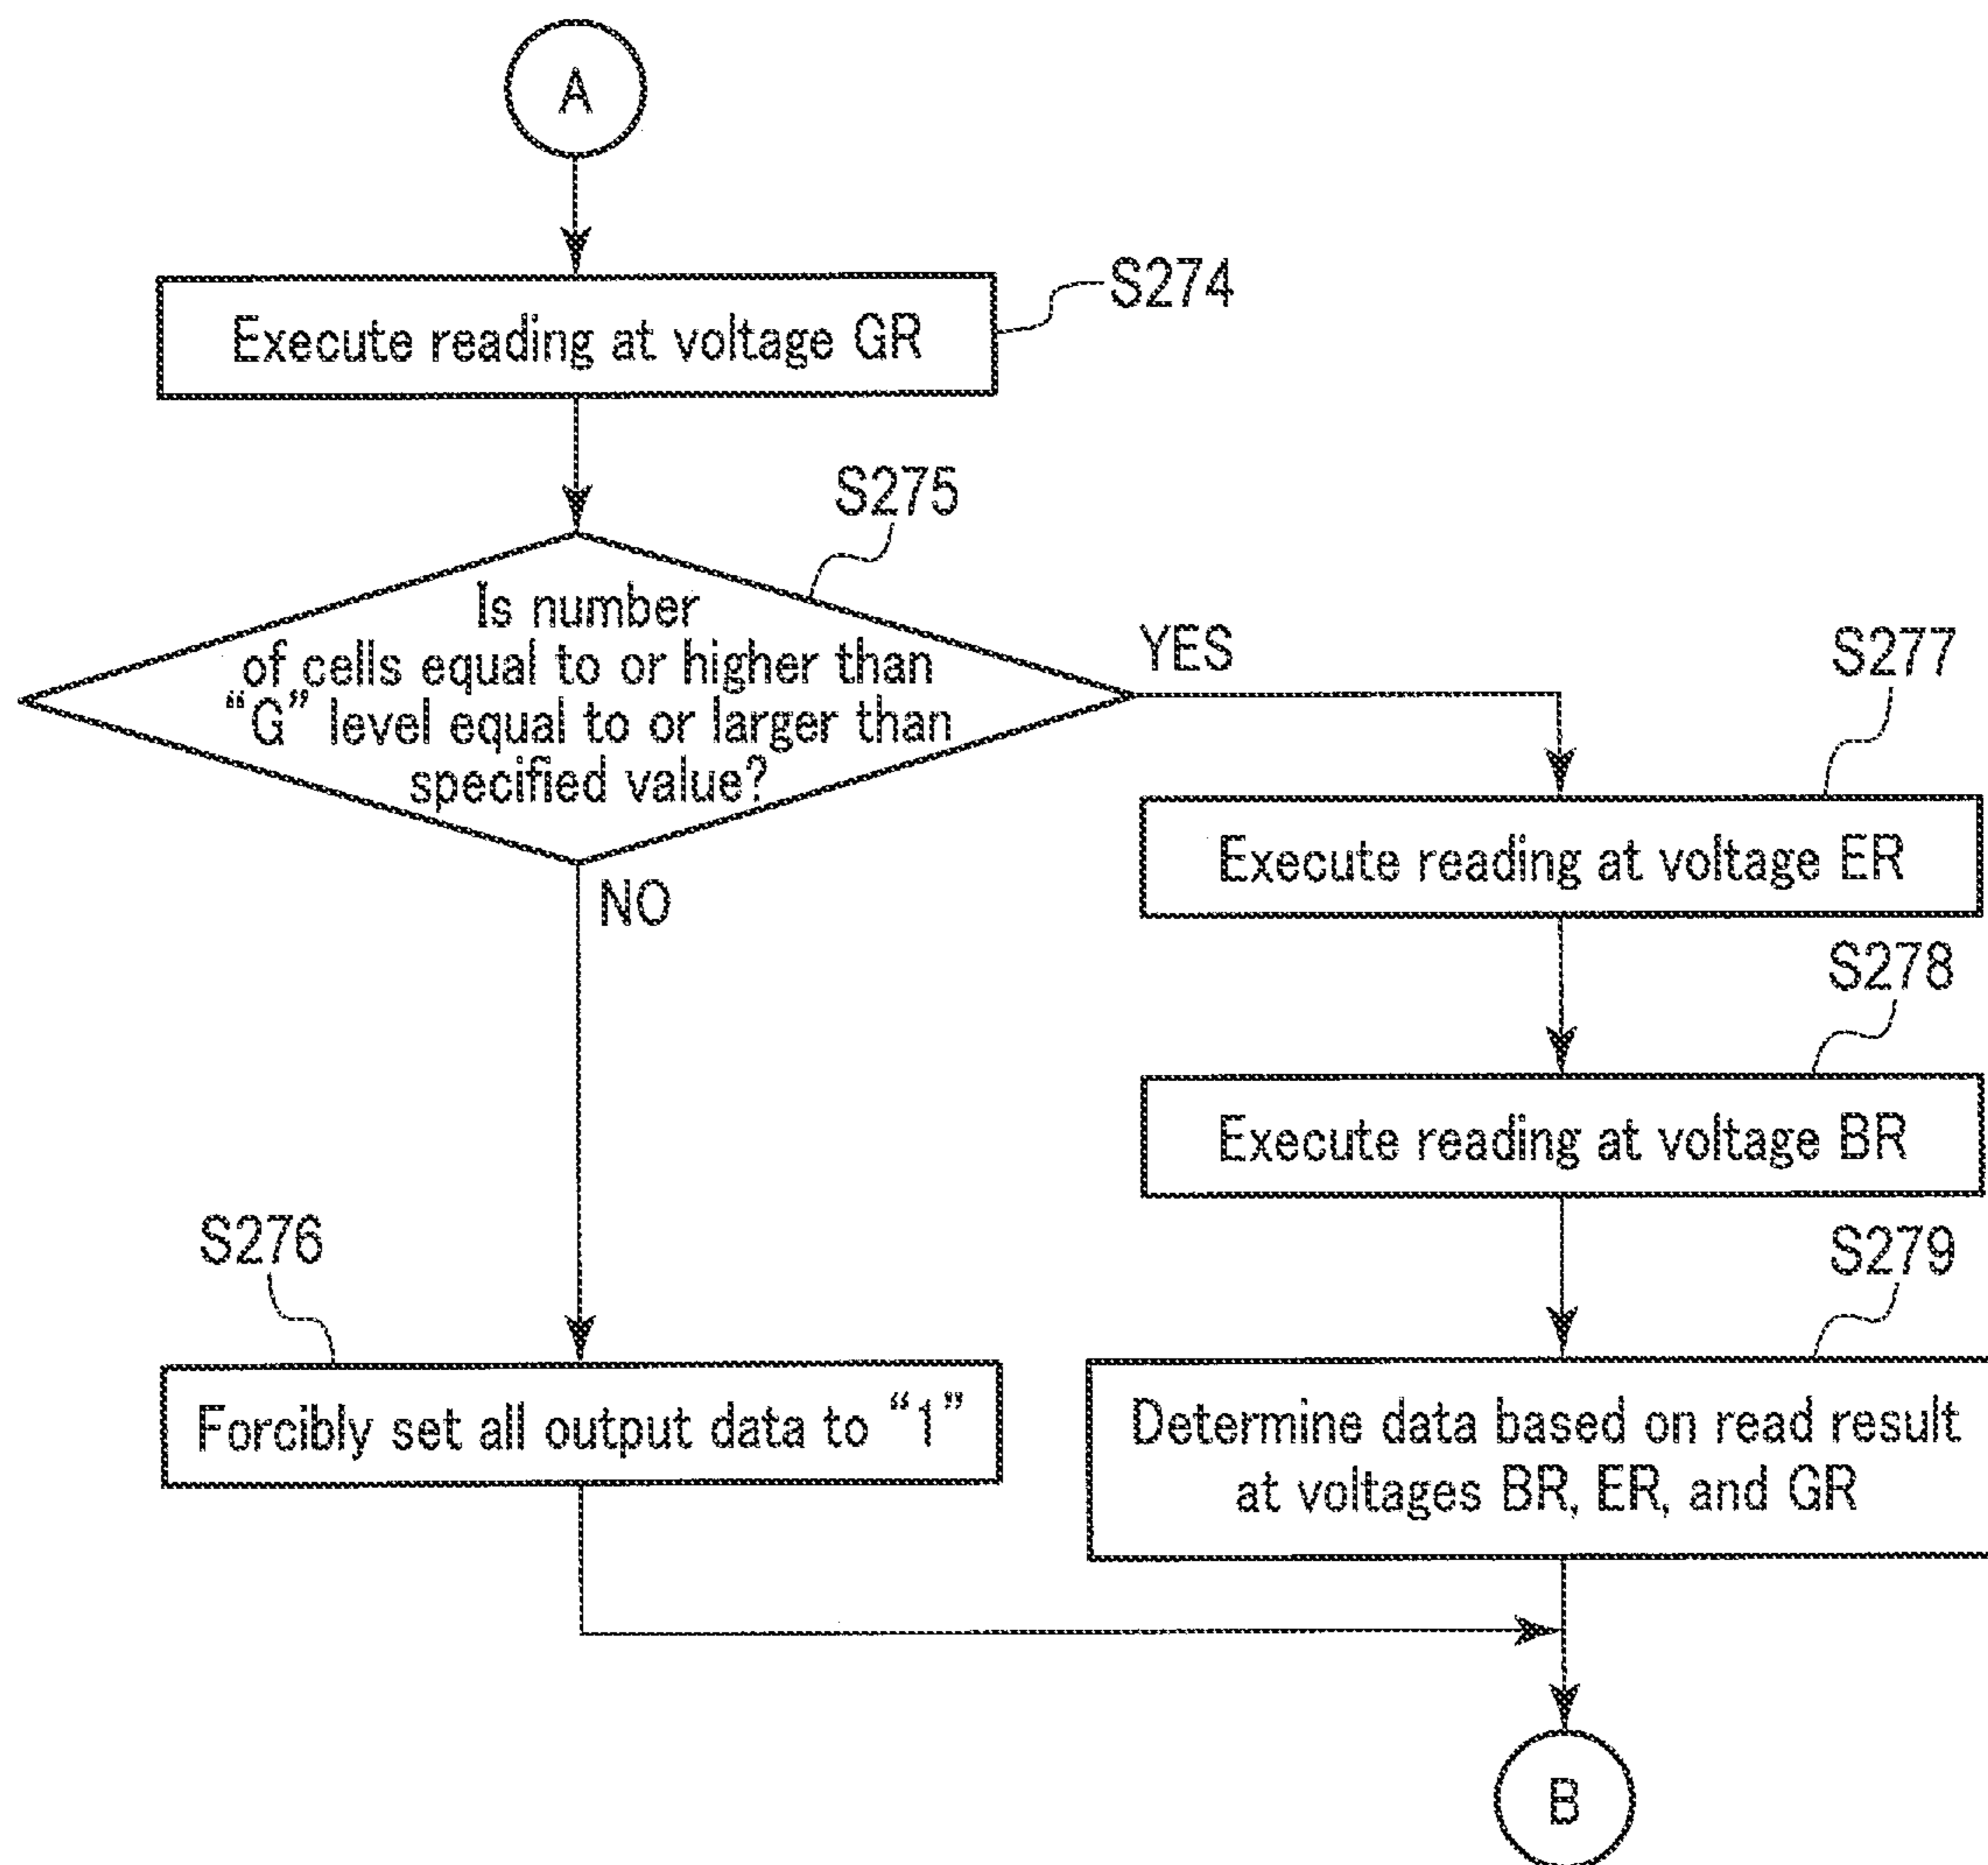 A
Execute reading at voltage GR
S274
S275
Is number
of cells equal to or higher than
“G” level equal to or larger than
specified value?
YES
NO
S277
Execute reading at voltage ER
S278
Execute reading at voltage BR
S276
Forcibly set all output data to “1”
S279
Determine data based on read result
at voltages BR, ER, and GR
B